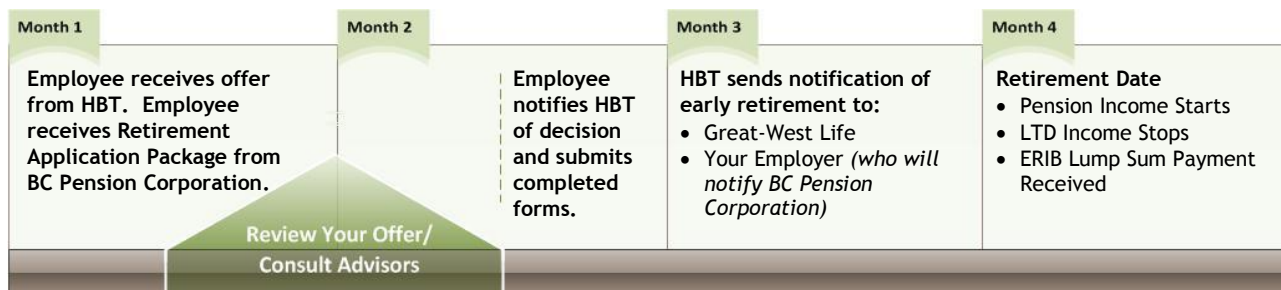 Month 1
Employee receives offer
from HBT. Employee
receives Retirement
Application Package from
BC Pension Corporation.
Review Your Offer/
Consult Advisors
Month 2
Employee
notifies HBT
of decision
and submits
completed
forms.
Month 3
HBT sends notification of
early retirement to:
• Great-West Life
• Your Employer (who will
notify BC Pension
Corporation)
Month 4
Retirement Date
• Pension Income Starts
• LTD Income Stops
• ERIB Lump Sum Payment
Received